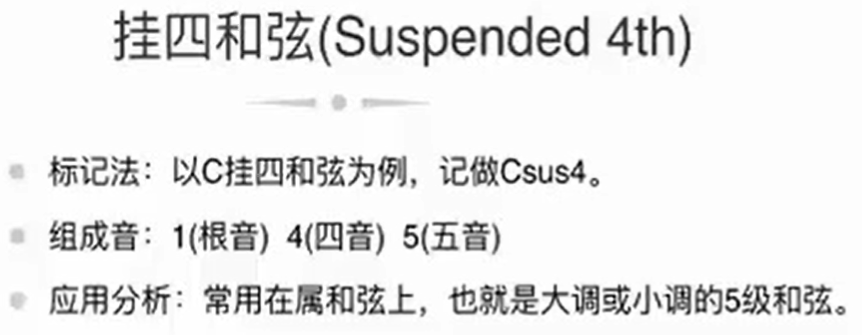 挂四和弦(Suspended 4th)
标记法：以C挂四和弦为例，记做Csus4。
组成音：1(根音) 4(四音) 5(五音)
应用分析：常用在属和弦上，也就是大调或小调的5级和弦。